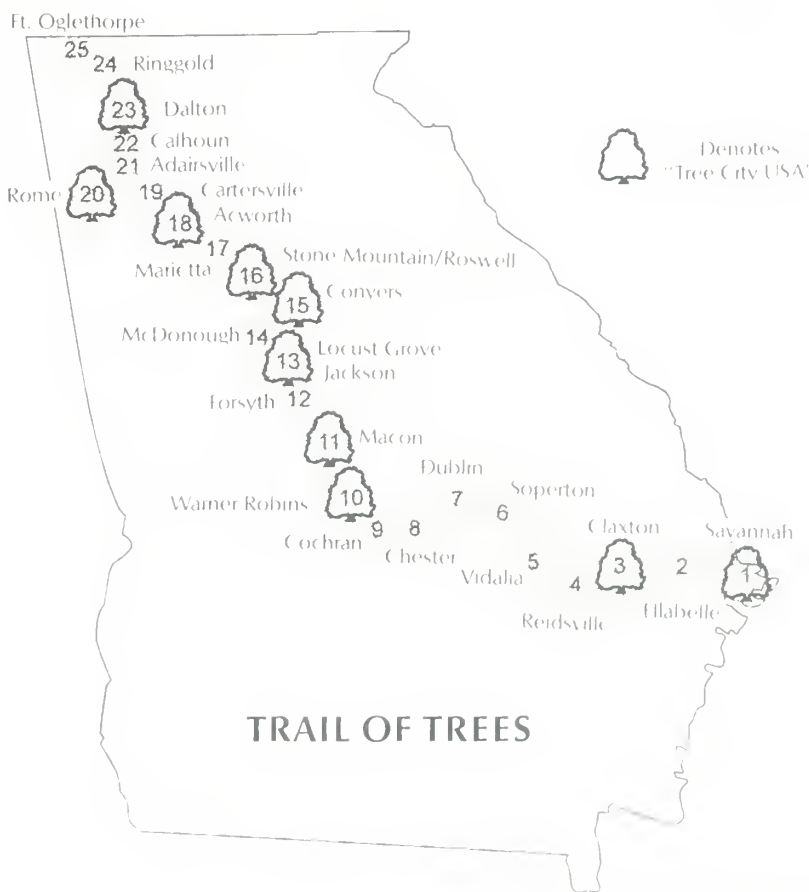 Ft. Oglethorpe
25
24 Ringgold
23 Dalton
22 Calhoun
21 Adairsville
Rome 20
19 Cartersville
18 Acworth
Denotes
"Tree City USA"
17
Marietta
16 Stone Mountain/Roswell
15 Conyers
McDonough 14
13 Locust Grove
Jackson
Forsyth 12
11 Macon
Warner Robins 10
Cochran 9
8
Chester
Dublin
7
Soperton
6
Vidalia 5
4
Reidsville
Claxton
3
2
Ellabelle
Savannah
1
TRAIL OF TREES